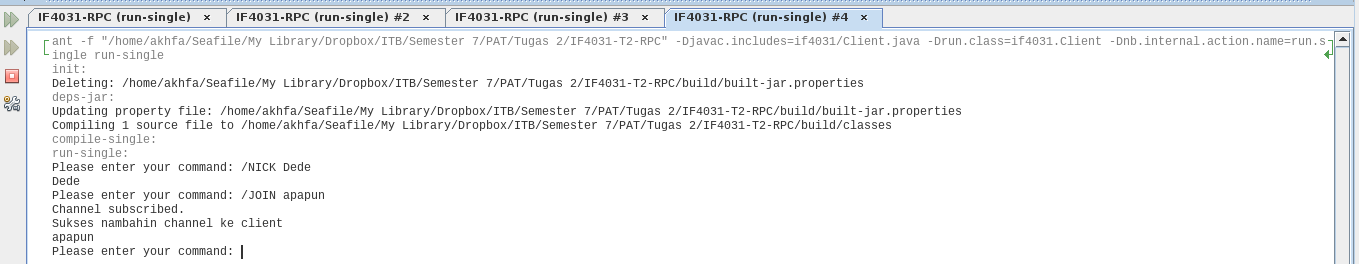 IF4031-RPC (run-single) × IF4031-RPC (run-single) #2 × IF4031-RPC (run-single) #3 × IF4031-RPC (run-single) #4 ×
ant -f "/home/akhfa/Seafile/My Library/Dropbox/ITB/Semester 7/PAT/Tugas 2/IF4031-T2-RPC" -Djavac.includes=if4031/Client.java -Drun.class=if4031.Client -Dnb.internal.action.name=run.s
ingle run-single
init:
Deleting: /home/akhfa/Seafile/My Library/Dropbox/ITB/Semester 7/PAT/Tugas 2/IF4031-T2-RPC/build/built-jar.properties
deps-jar:
Updating property file: /home/akhfa/Seafile/My Library/Dropbox/ITB/Semester 7/PAT/Tugas 2/IF4031-T2-RPC/build/built-jar.properties
Compiling 1 source file to /home/akhfa/Seafile/My Library/Dropbox/ITB/Semester 7/PAT/Tugas 2/IF4031-T2-RPC/build/classes
compile-single:
run-single:
Please enter your command: /NICK Dede
Dede
Please enter your command: /JOIN apapun
Channel subscribed.
Sukses nambahin channel ke client
apapun
Please enter your command: